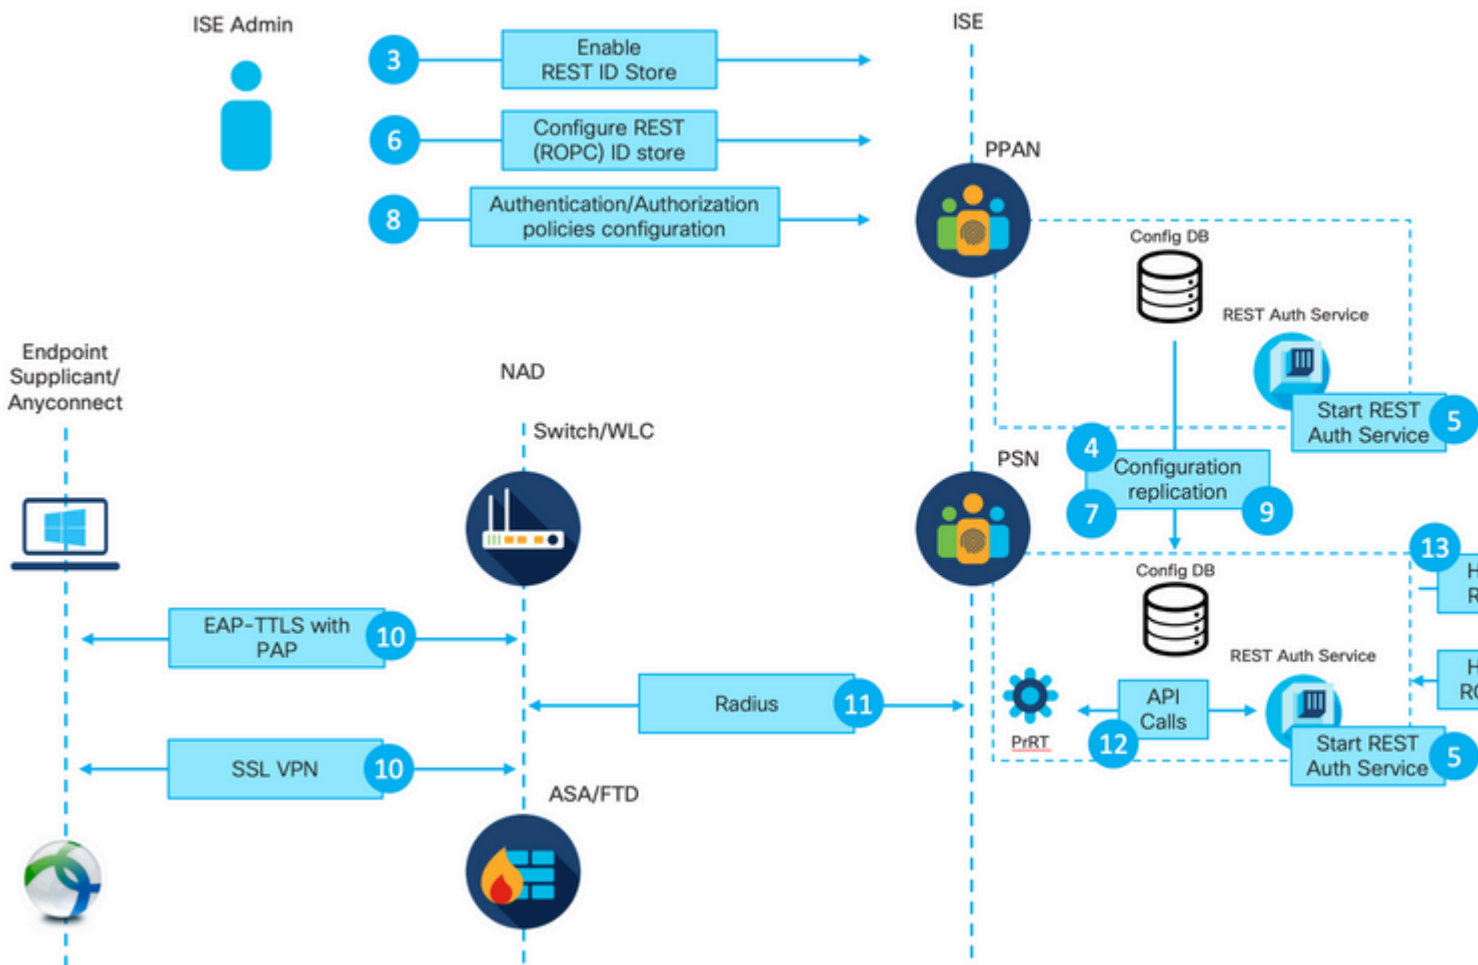 ISE Admin
ISE
3
Enable
REST ID Store
6
Configure REST
(ROPC) ID store
PPAN
8
Authentication/Authorization
policies configuration
Config DB
REST Auth Service
Start REST
Auth Service
5
Endpoint
Supplicant/
Anyconnect
NAD
Switch/WLC
4
PSN
Configuration
replication
7
9
13
H
R
Config DB
EAP-TTLS with
PAP
10
REST Auth Service
H
RO
Radius
11
API
Calls
PrRT
12
Start REST
Auth Service
5
SSL VPN
10
ASA/FTD